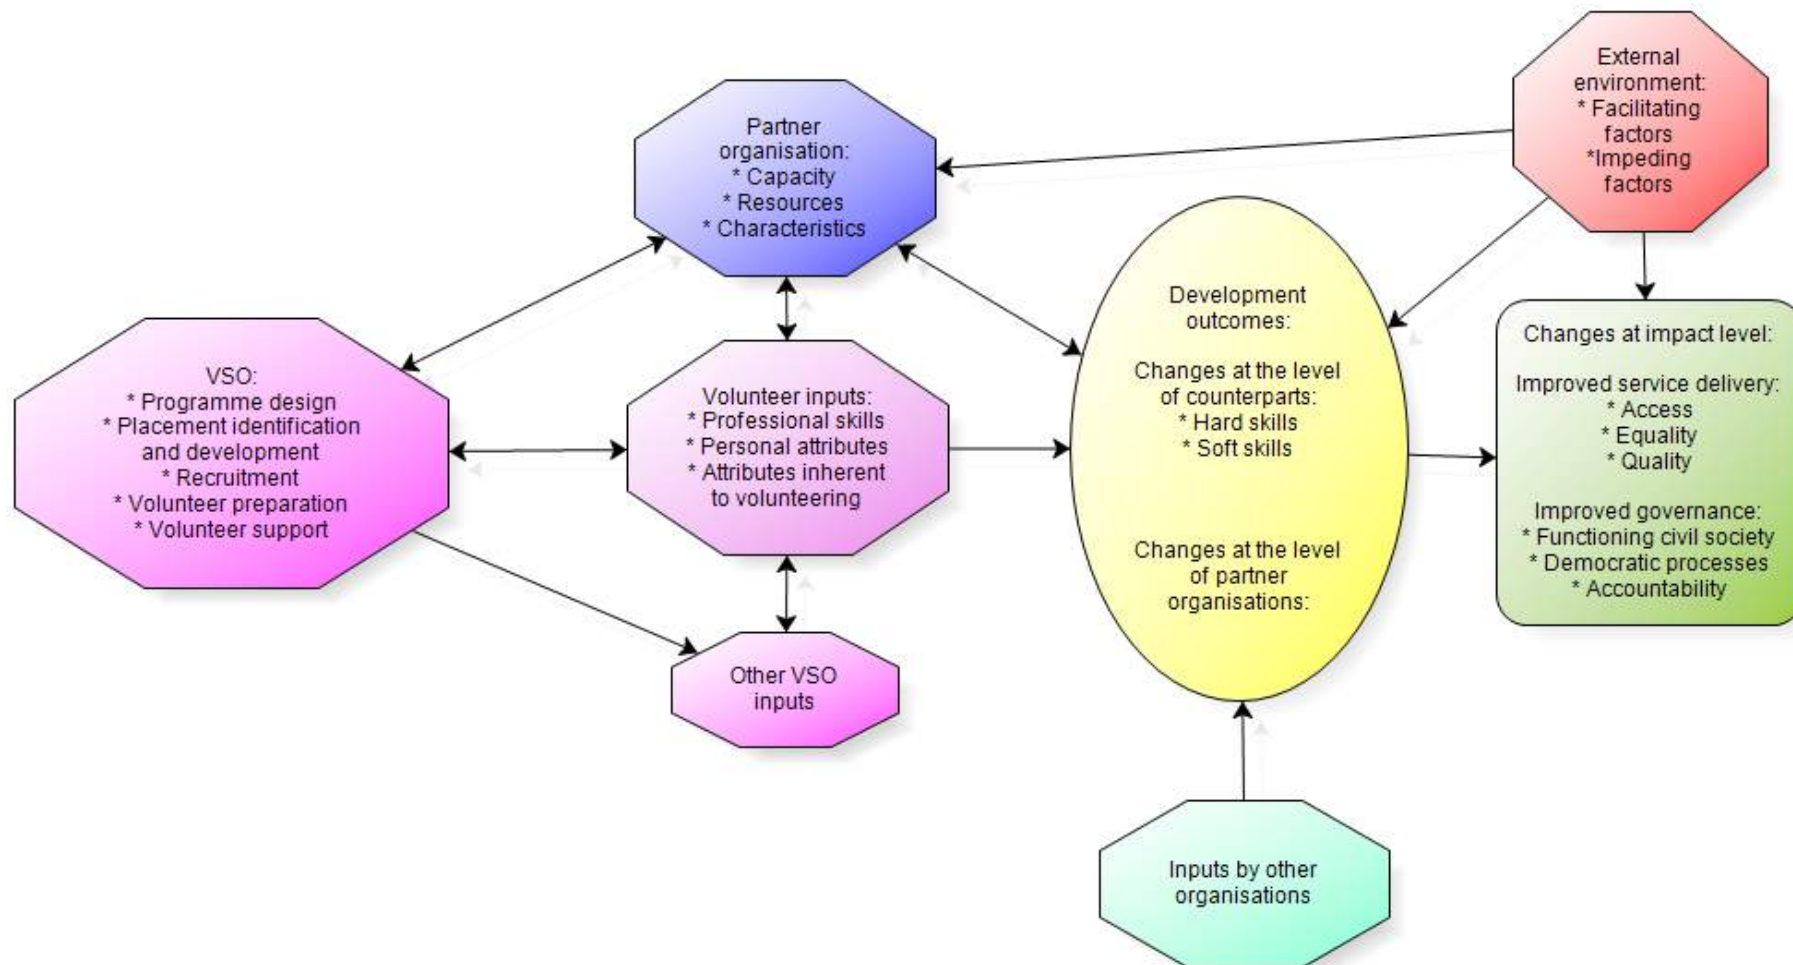 External
environment:
* Facilitating
factors
*Impeding
factors
Partner
organisation:
* Capacity
* Resources
* Characteristics
Development
outcomes:
Changes at the level
of counterparts:
* Hard skills
* Soft skills
Changes at the level
of partner
organisations:
Changes at impact level:
Improved service delivery:
* Access
* Equality
* Quality
Improved governance:
* Functioning civil society
* Democratic processes
* Accountability
VSO:
* Programme design
* Placement identification
and development
* Recruitment
* Volunteer preparation
* Volunteer support
Volunteer inputs:
* Professional skills
* Personal attributes
* Attributes inherent
to volunteering
Other VSO
inputs
Inputs by other
organisations